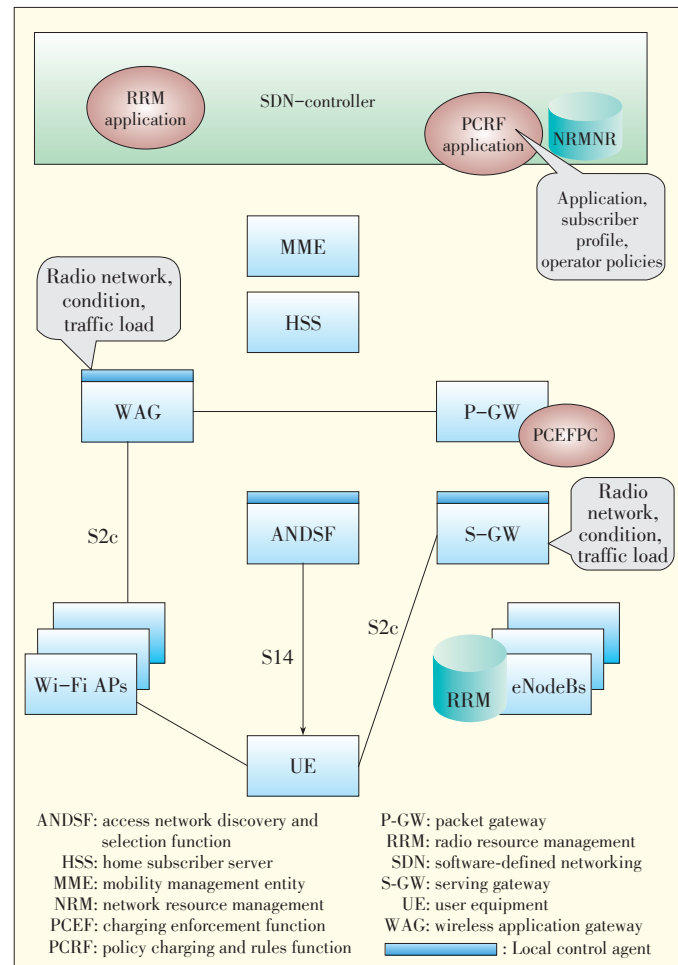 RRM
application
SDN-controller
PCRF
application
NRMNR
Application,
subscriber
profile,
operator policies
MME
Radio network,
condition,
traffic load
HSS
WAG
P-GW
PCEFPC
ANDSF
S-GW
Radio
network,
condition,
traffic load
S2c
S14
S2c
Wi-Fi APs
RRM
eNodeBs
UE
ANDSF: access network discovery and
selection function
HSS: home subscriber server
MME: mobility management entity
NRM: network resource management
PCEF: charging enforcement function
PCRF: policy charging and rules function
P-GW: packet gateway
RRM: radio resource management
SDN: software-defined networking
S-GW: serving gateway
UE: user equipment
WAG: wireless application gateway
: Local control agent